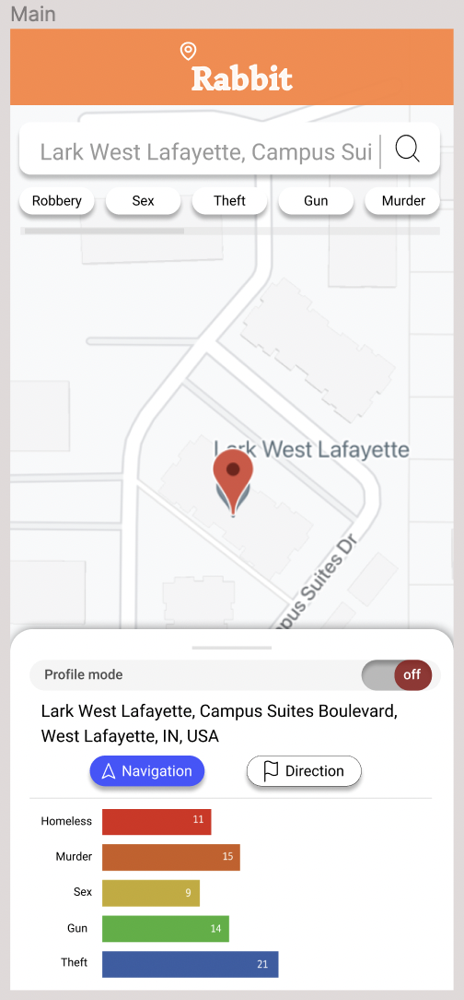 Main
Rabbit
Lark West Lafayette, Campus Sui
Robbery
Sex
Theft
Gun
Murder
Lark West Lafayette
pus Suites Dr
Profile mode
off
Lark West Lafayette, Campus Suites Boulevard,
West Lafayette, IN, USA
Navigation
Direction
Homeless 11
Murder 15
Sex 9
Gun 14
Theft 21